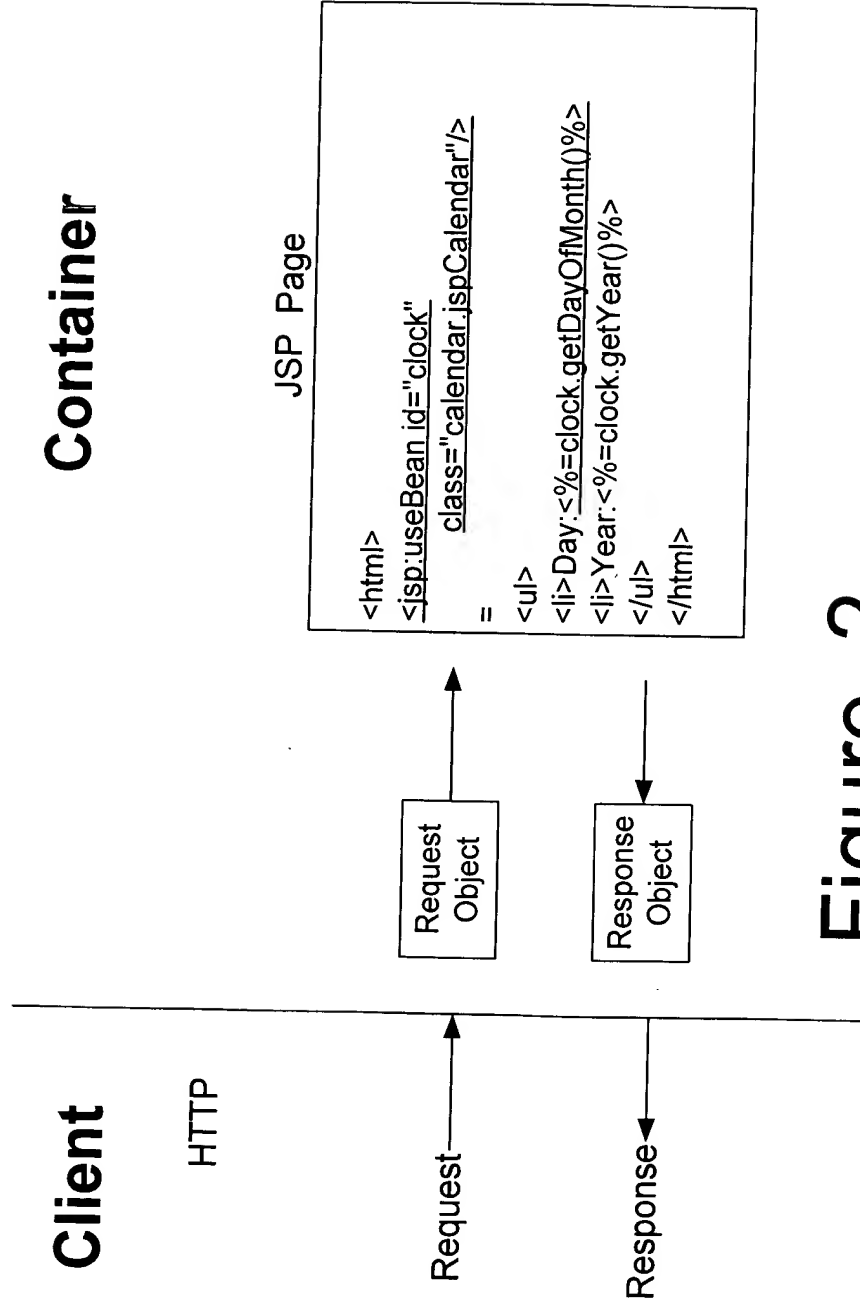 Client
Container
HTTP
JSP Page
Request
Request
Object
Response
Object
Response
<html>
<jsp:useBean id="clock"
class="calendar.jspCalendar"/>
=
<ul>
<li>Day:<%=clock.getDayOfMonth()%>
<li>Year:<%=clock.getYear()%>
</ul>
</html>
Figure 2